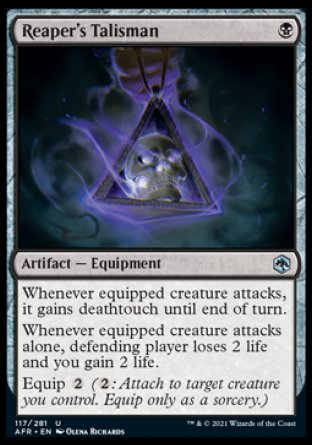 Reaper's Talisman
Artifact — Equipment
Whenever equipped creature attacks,
it gains deathtouch until end of turn.
Whenever equipped creature attacks
alone, defending player loses 2 life
and you gain 2 life.
Equip 2 (2: Attach to target creature
you control. Equip only as a sorcery.)
117/281 U
AFR • EN Olena Richards
™ & © 2021 Wizards of the Coast